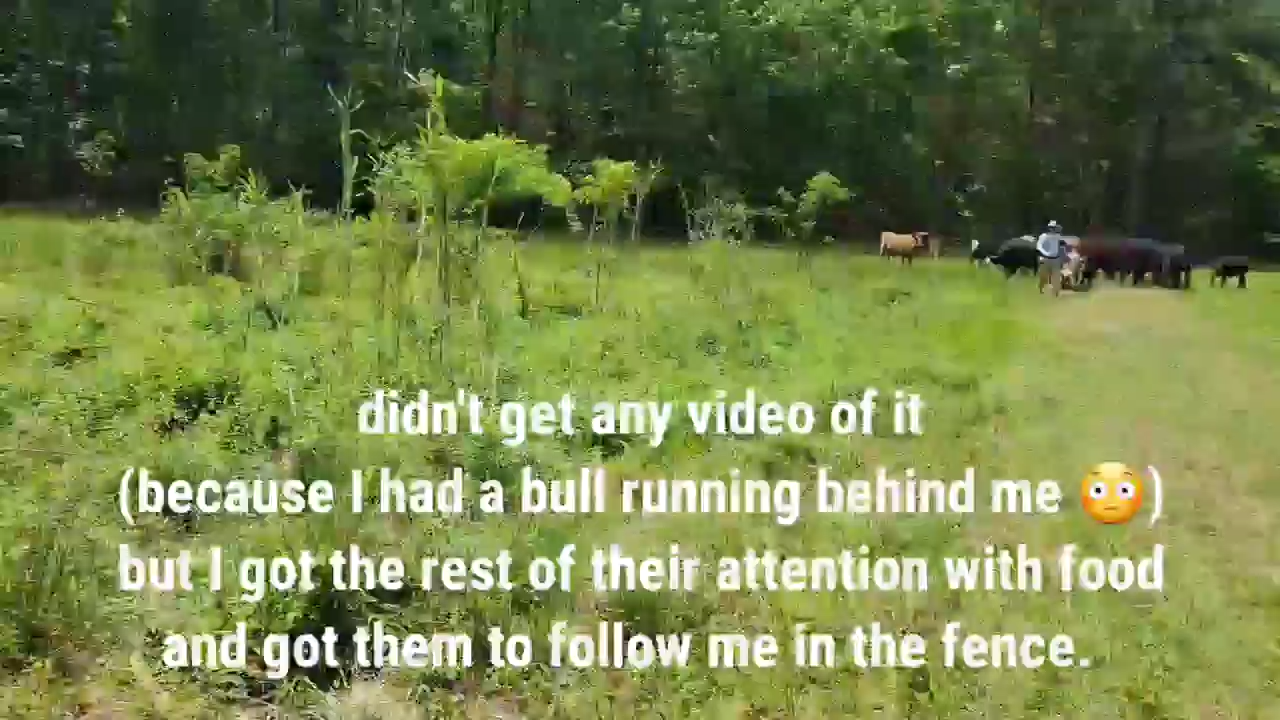 didn't get any video of it
(because I had a bull running behind me 😳)
but I got the rest of their attention with food
and got them to follow me in the fence.